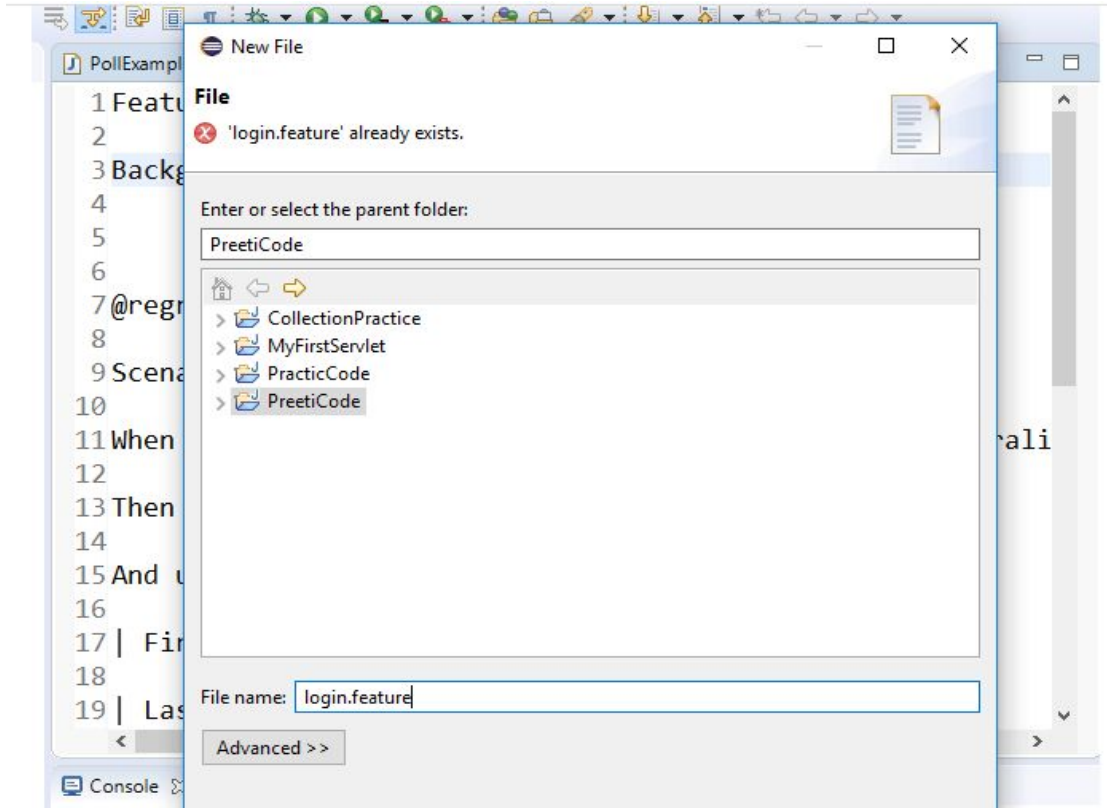 New File
PollExampl
File
'login.feature' already exists.
Enter or select the parent folder:
PreetiCode
CollectionPractice
MyFirstServlet
PracticCode
PreetiCode
File name: login.feature
Advanced >>
1 Featu
2
3 Backg
4
5
6
7 @regr
8
9 Scena
10
11 When rali
12
13 Then
14
15 And u
16
17 | Fir
18
19 | Las
Console